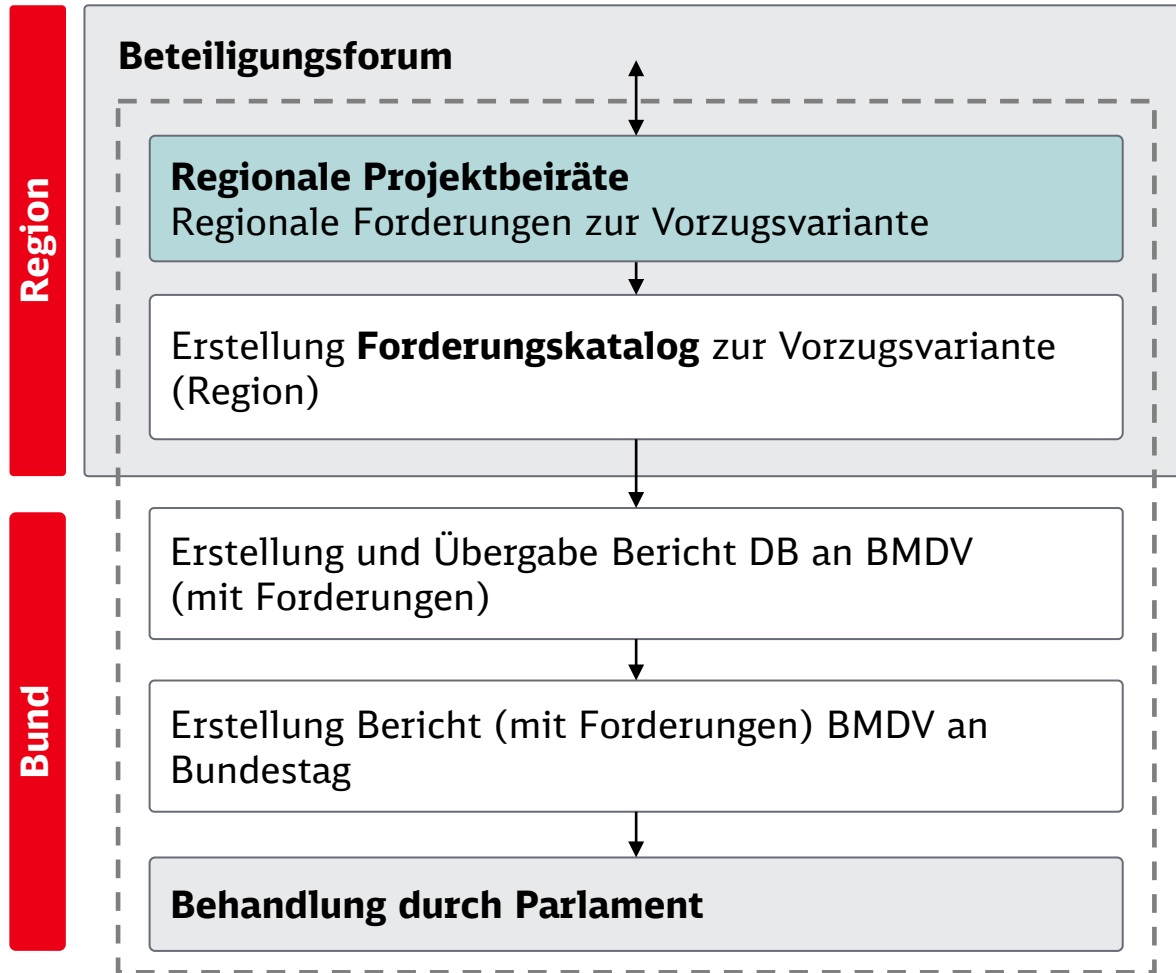 Region
Beteiligungsforum
Regionale Projektbeiräte
Regionale Forderungen zur Vorzugsvariante
Erstellung Forderungskatalog zur Vorzugsvariante
(Region)
Bund
Erstellung und Übergabe Bericht DB an BMDV
(mit Forderungen)
Erstellung Bericht (mit Forderungen) BMDV an
Bundestag
Behandlung durch Parlament